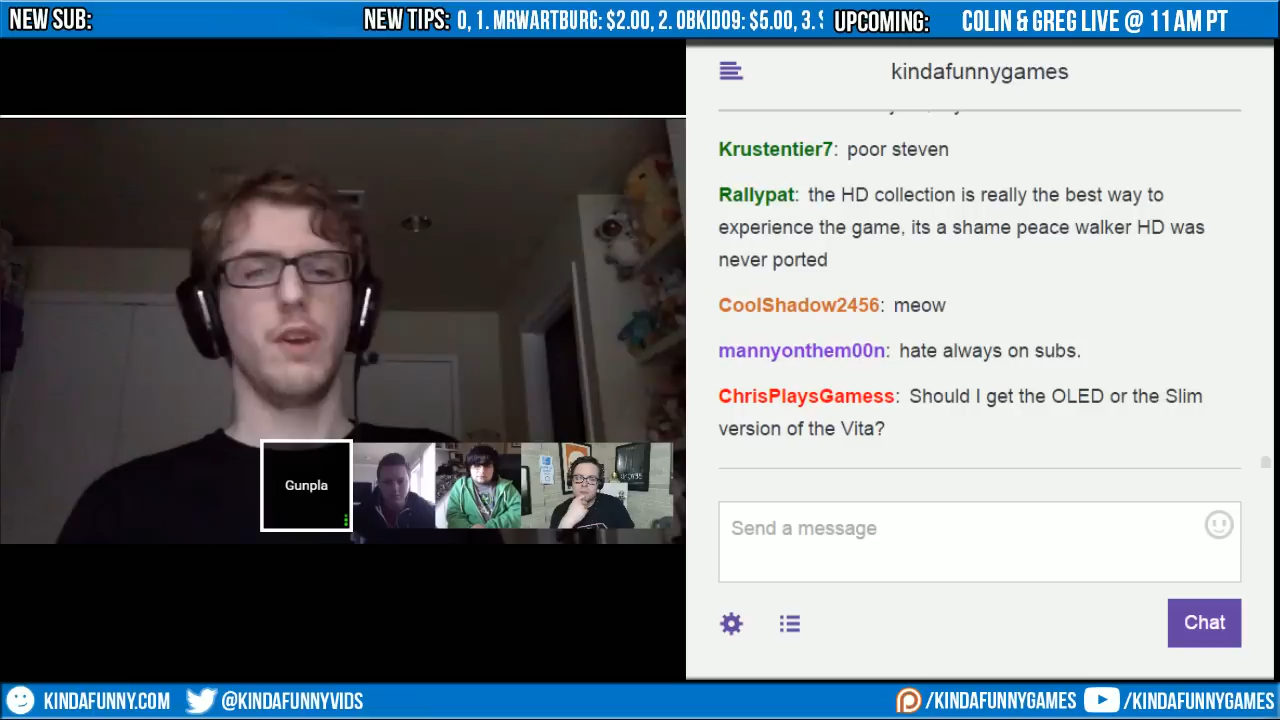 NEW SUB:
NEW TIPS: 0, 1. MRWARTBURG: $2.00, 2. OBKID09: $5.00, 3.
UPCOMING: COLIN & GREG LIVE @ 11 AM PT
kindafunnygames
Krustentier7: poor steven
Rallypat: the HD collection is really the best way to
experience the game, its a shame peace walker HD was
never ported
CoolShadow2456: meow
mannyonthem00n: hate always on subs.
ChrisPlaysGamess: Should I get the OLED or the Slim
version of the Vita?
Gunpla
Send a message
Chat
KINDAFUNNY.COM
@KINDAFUNNYVIDS
/KINDAFUNNYGAMES
/KINDAFUNNYGAMES